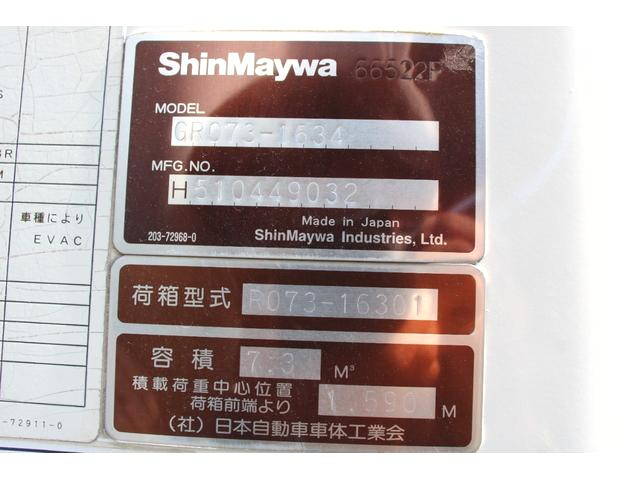 S
BR
M
車種により
EVAC
-72911-0
ShinMaywa 66522P
MODEL
GR073-1634
MFG.NO.
H510449032
Made in Japan
203-72968-0 ShinMaywa Industries, Ltd.
荷箱型式 R073-16301
容積 7.3 M³
積載荷重中心位置
荷箱前端より 1.590 M
(社)日本自動車車体工業会